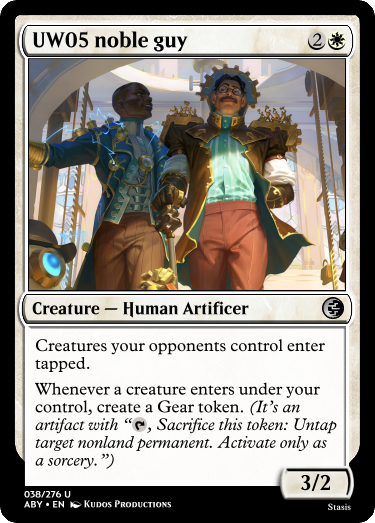 UW05 noble guy 2
Creature — Human Artificer
Creatures your opponents control enter
tapped.
Whenever a creature enters under your
control, create a Gear token. (It's an
artifact with “, Sacrifice this token: Untap
target nonland permanent. Activate only as
a sorcery.”)
3/2
038/276 U
ABY • EN Kudos Productions
Stasis